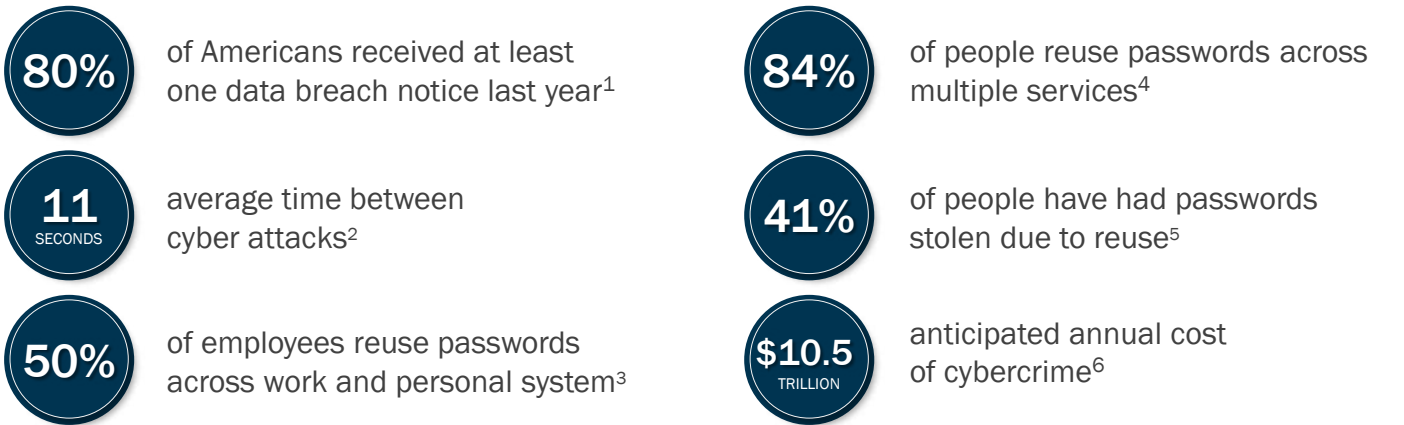 80%
of Americans received at least
one data breach notice last year¹
11
SECONDS
average time between
cyber attacks²
50%
of employees reuse passwords
across work and personal system³
84%
of people reuse passwords across
multiple services⁴
41%
of people have had passwords
stolen due to reuse⁵
$10.5
TRILLION
anticipated annual cost
of cybercrime⁶